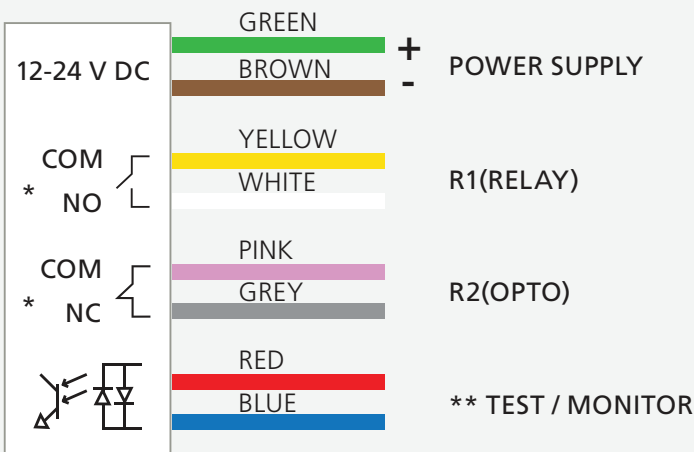 GREEN
12-24 V DC + POWER SUPPLY
BROWN -
YELLOW
COM
* NO WHITE R1(RELAY)
PINK
COM
* NC GREY R2(OPTO)
RED
BLUE ** TEST / MONITOR